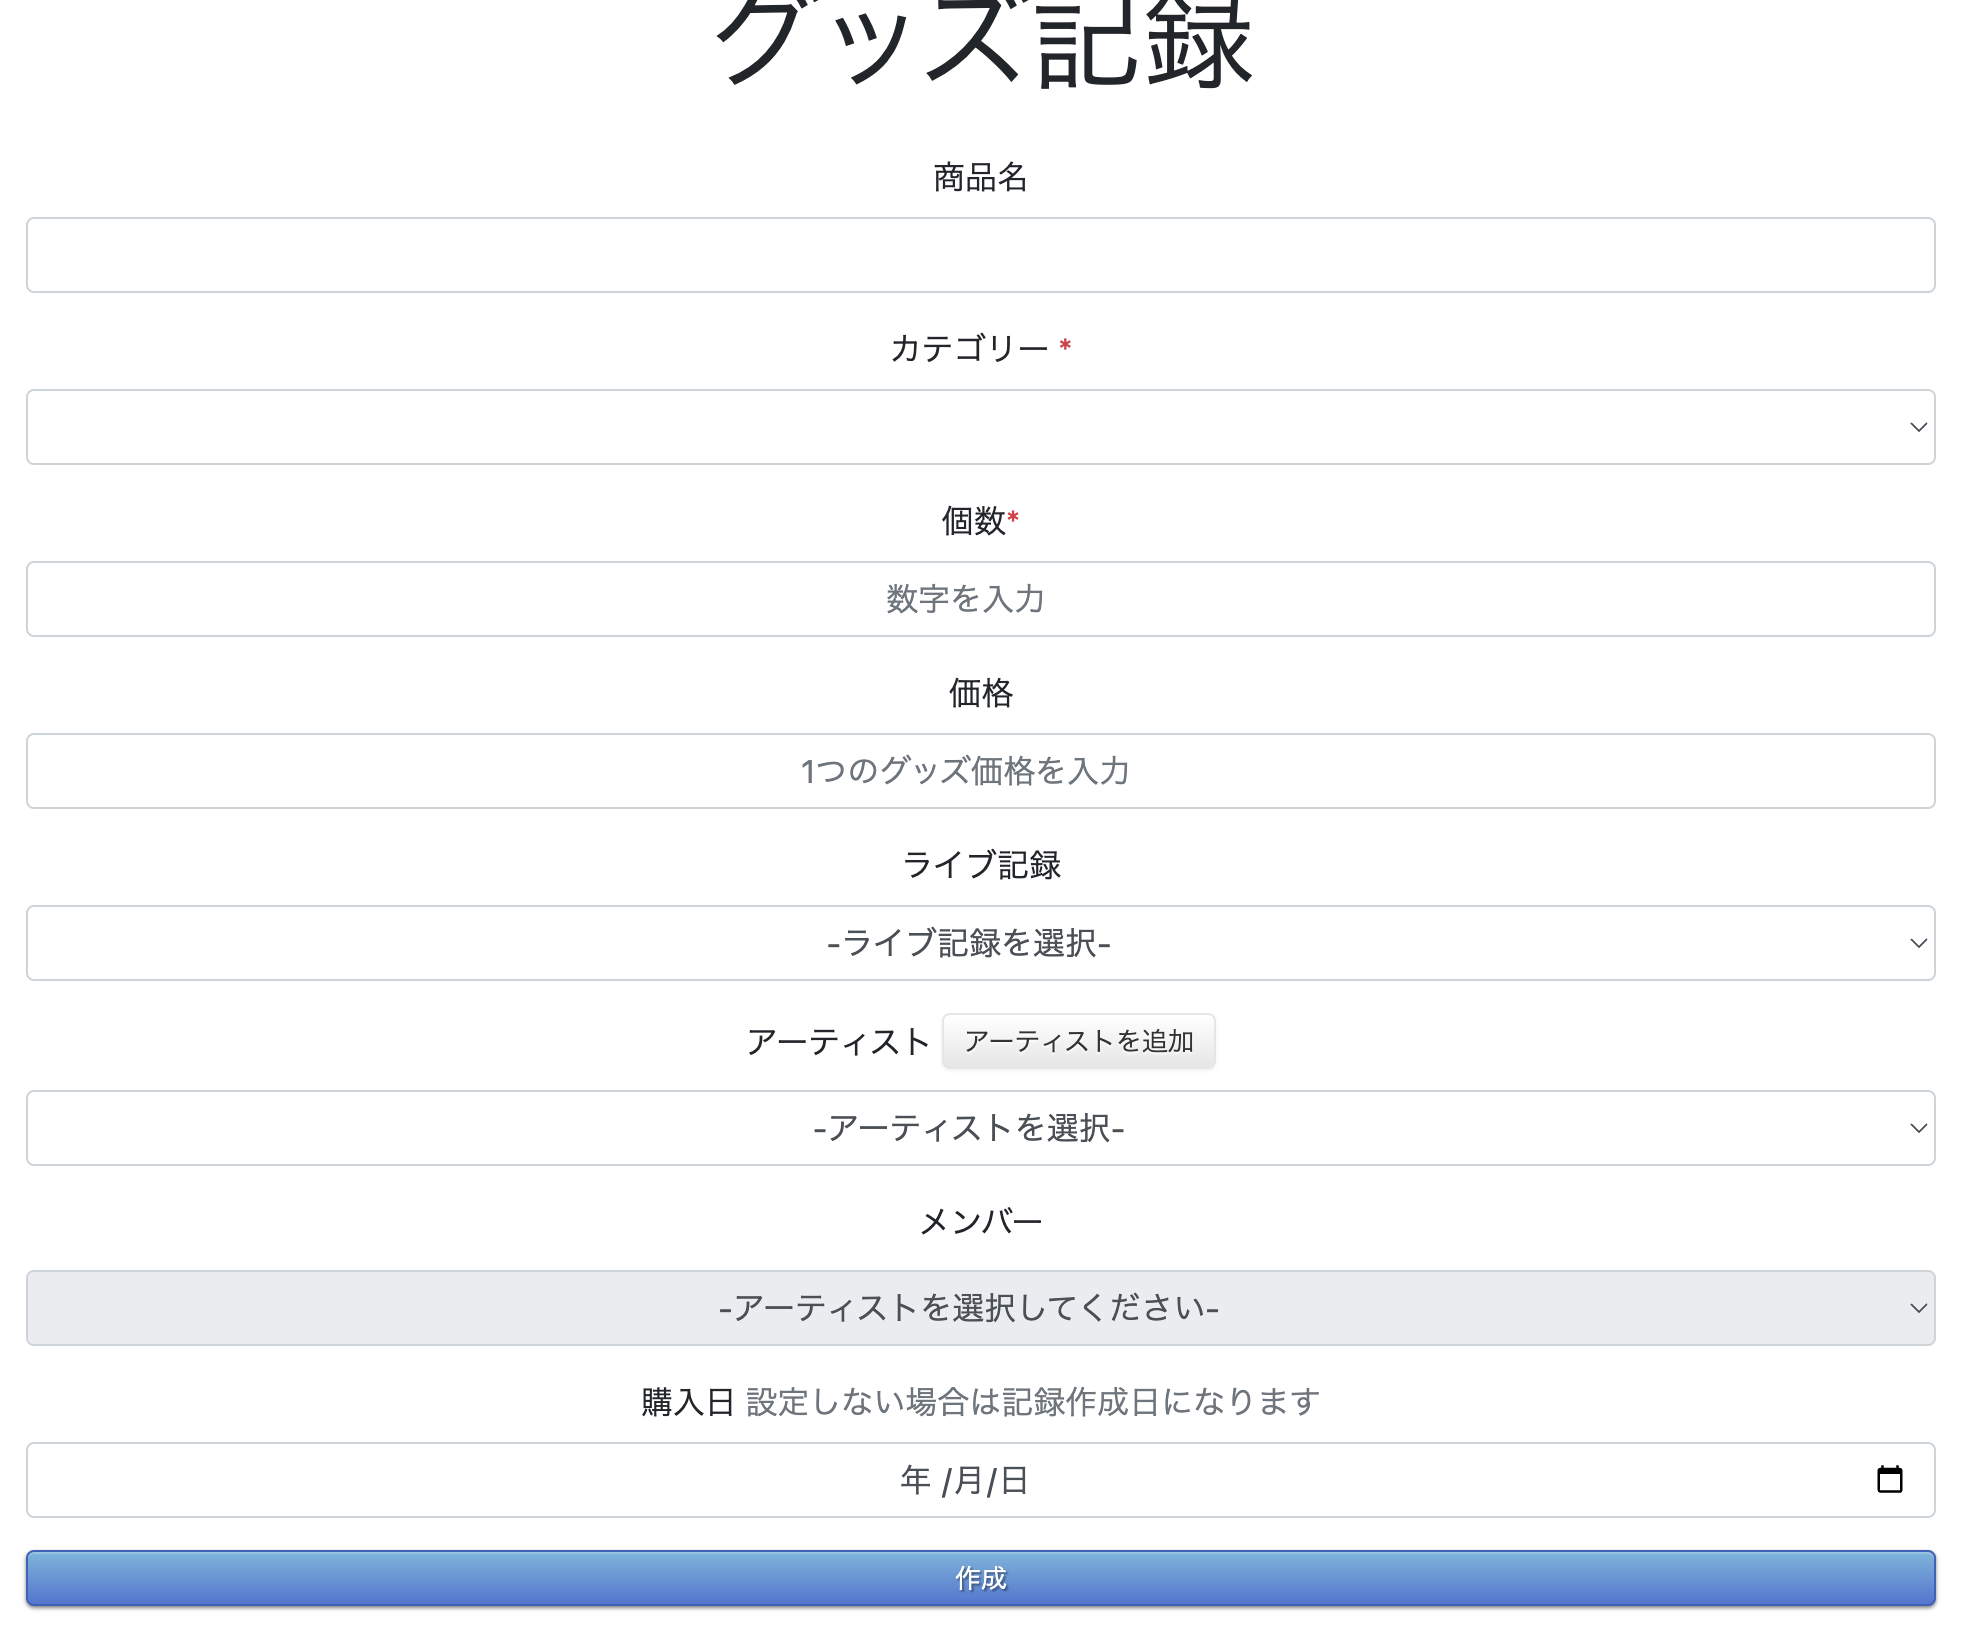 グッズ記録
商品名
カテゴリー *
個数*
数字を入力
価格
1つのグッズ価格を入力
ライブ記録
-ライブ記録を選択-
アーティスト アーティストを追加
-アーティストを選択-
メンバー
-アーティストを選択してください-
購入日 設定しない場合は記録作成日になります
年 /月/日
作成